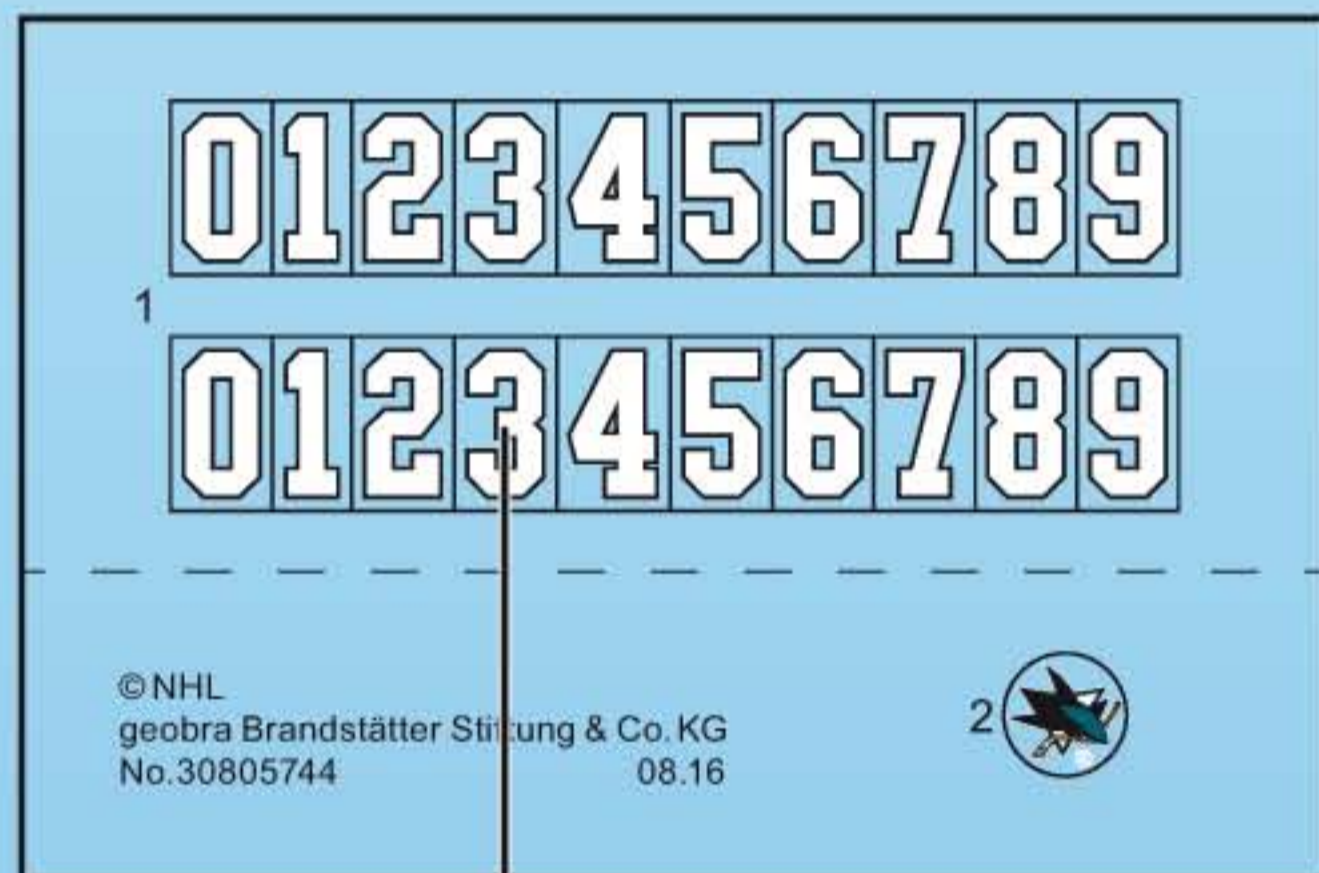 0123456789
1
0123456789
© NHL
geobra Brandstätter Stiftung & Co. KG
No.30805744 08.16
2